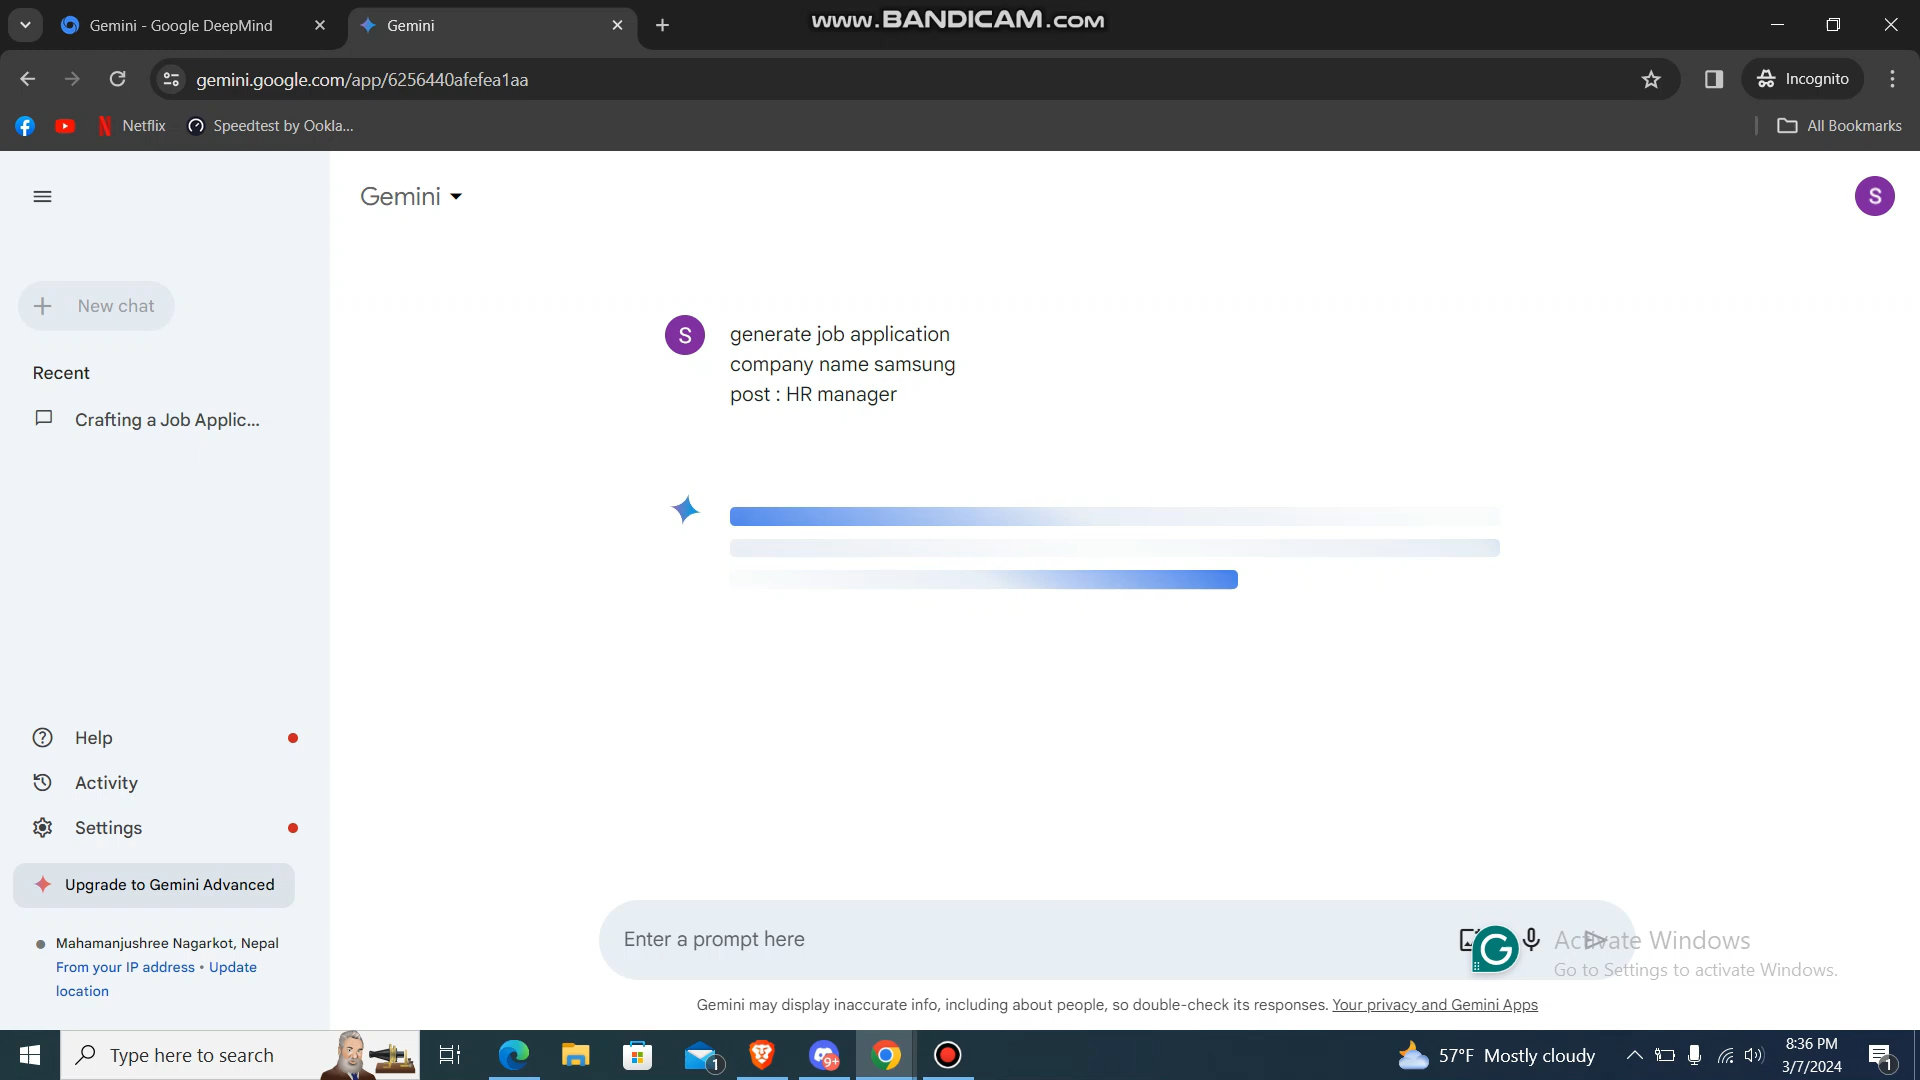 Gemini - Google DeepMind
Gemini
www.BANDICAM.com
gemini.google.com/app/6256440afefea1aa
Incognito
Netflix
Speedtest by Ookla...
All Bookmarks
Gemini
S
New chat
S
generate job application
company name samsung
post : HR manager
Recent
Crafting a Job Applic...
Help
Activity
Settings
Upgrade to Gemini Advanced
Mahamanjushree Nagarkot, Nepal
From your IP address • Update
location
Enter a prompt here
G
Activate Windows
Go to Settings to activate Windows.
Gemini may display inaccurate info, including about people, so double-check its responses. Your privacy and Gemini Apps
Type here to search
1
9+
57°F Mostly cloudy
8:36 PM
3/7/2024
1